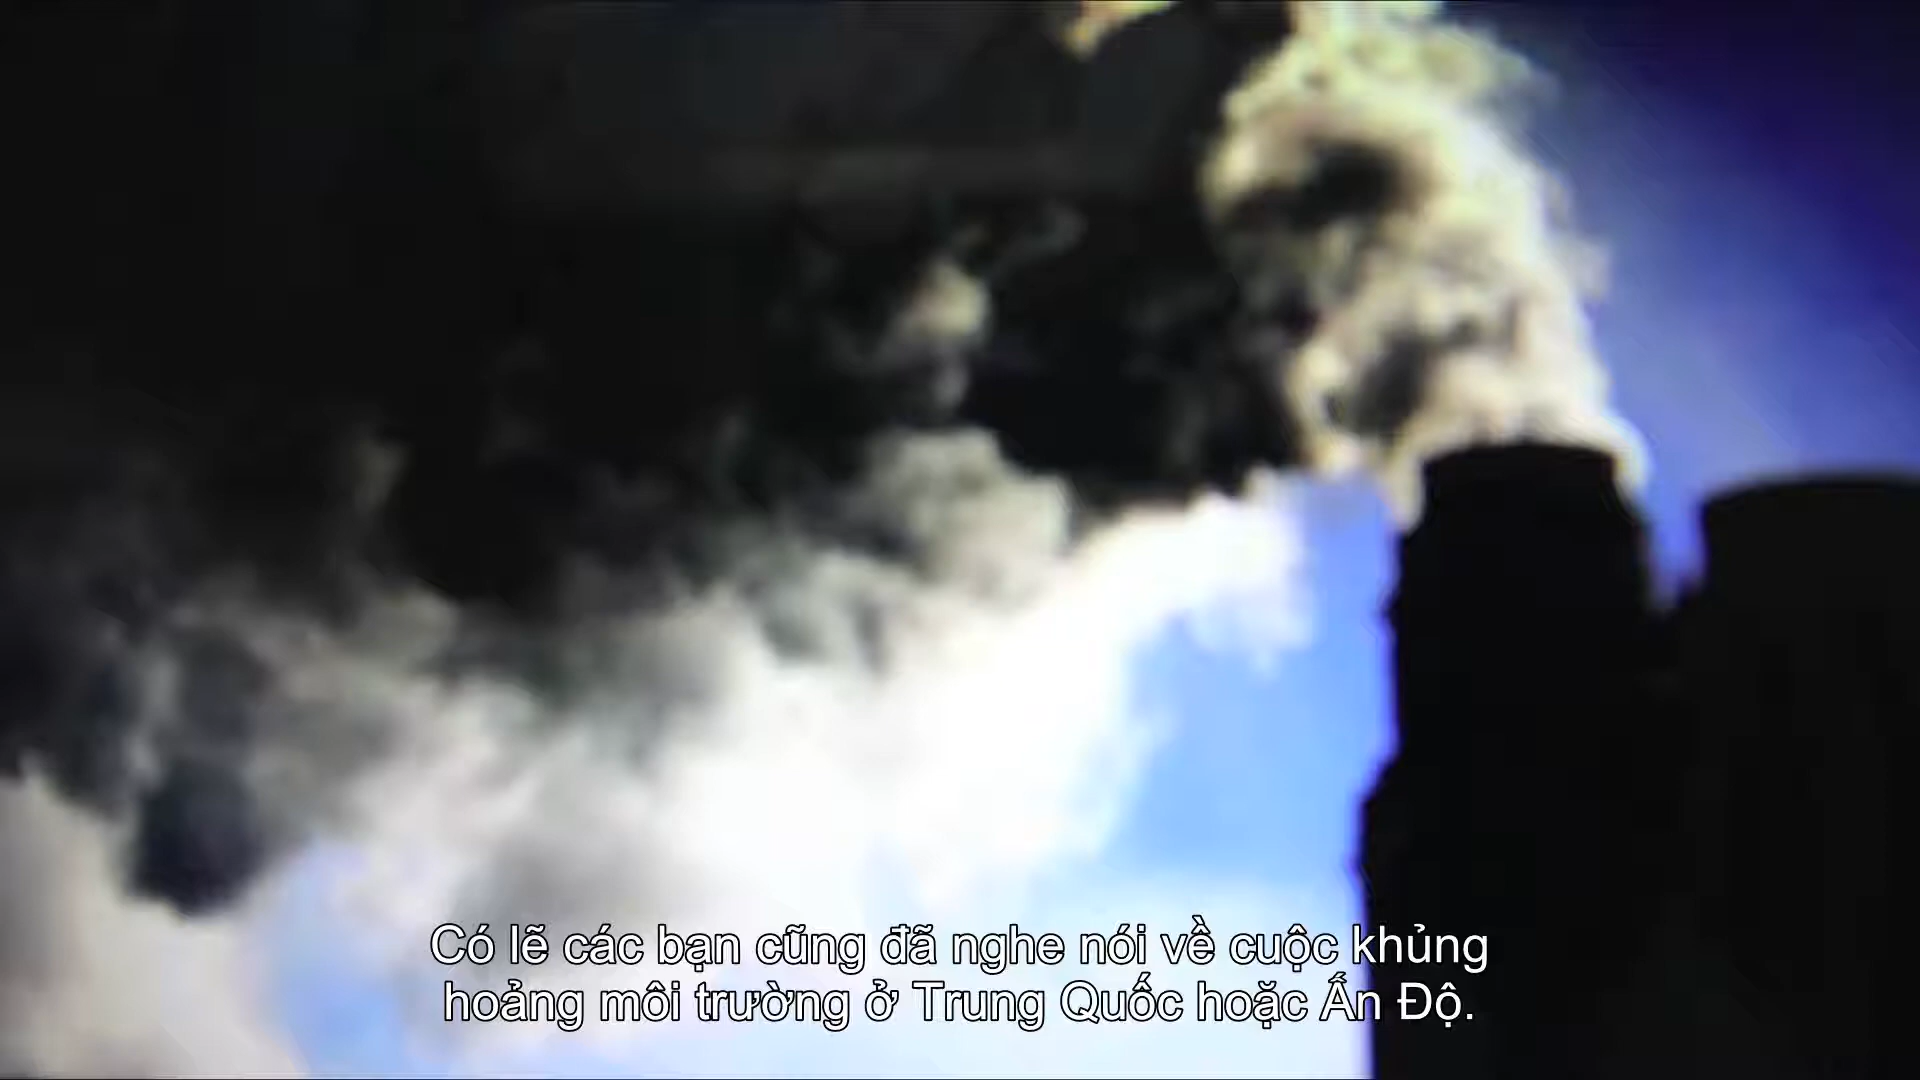 Có lẽ các bạn cũng đã nghe nói về cuộc khủng
hoảng môi trường ở Trung Quốc hoặc Ấn Độ.